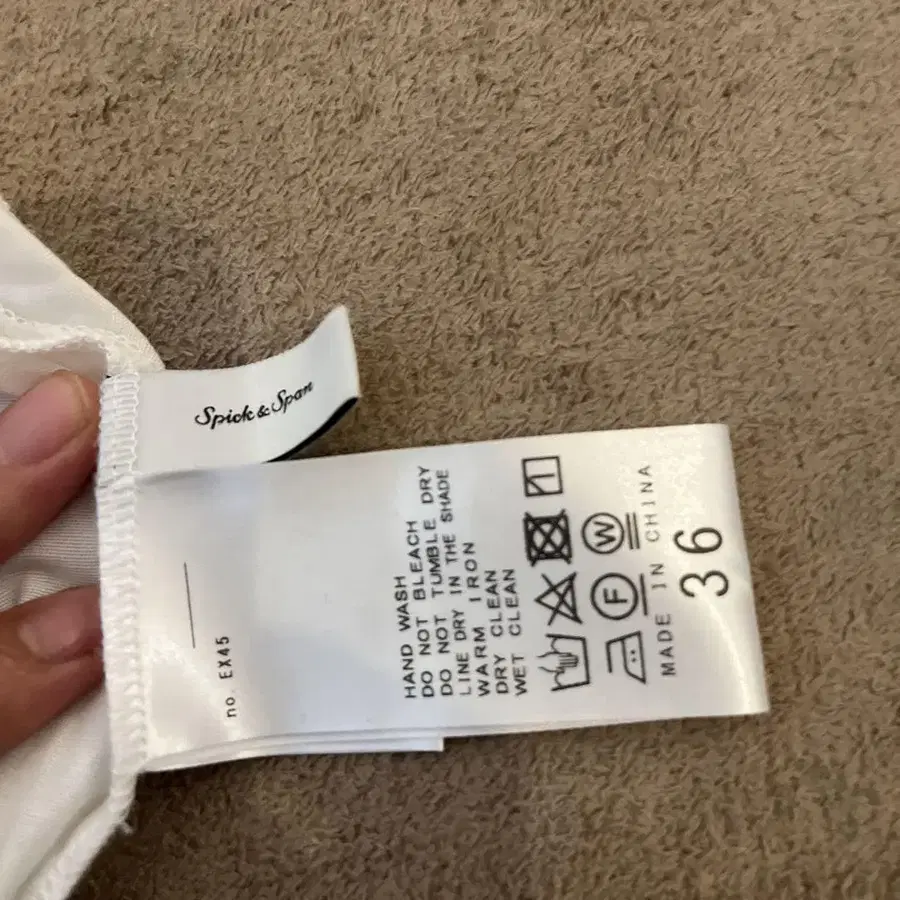 Spick & Span
no. EX45
HAND WASH
DO NOT BLEACH
DO NOT TUMBLE DRY
LINE DRY IN THE SHADE
WARM IRON
DRY CLEAN
WET CLEAN
F W
MADE IN CHINA
36